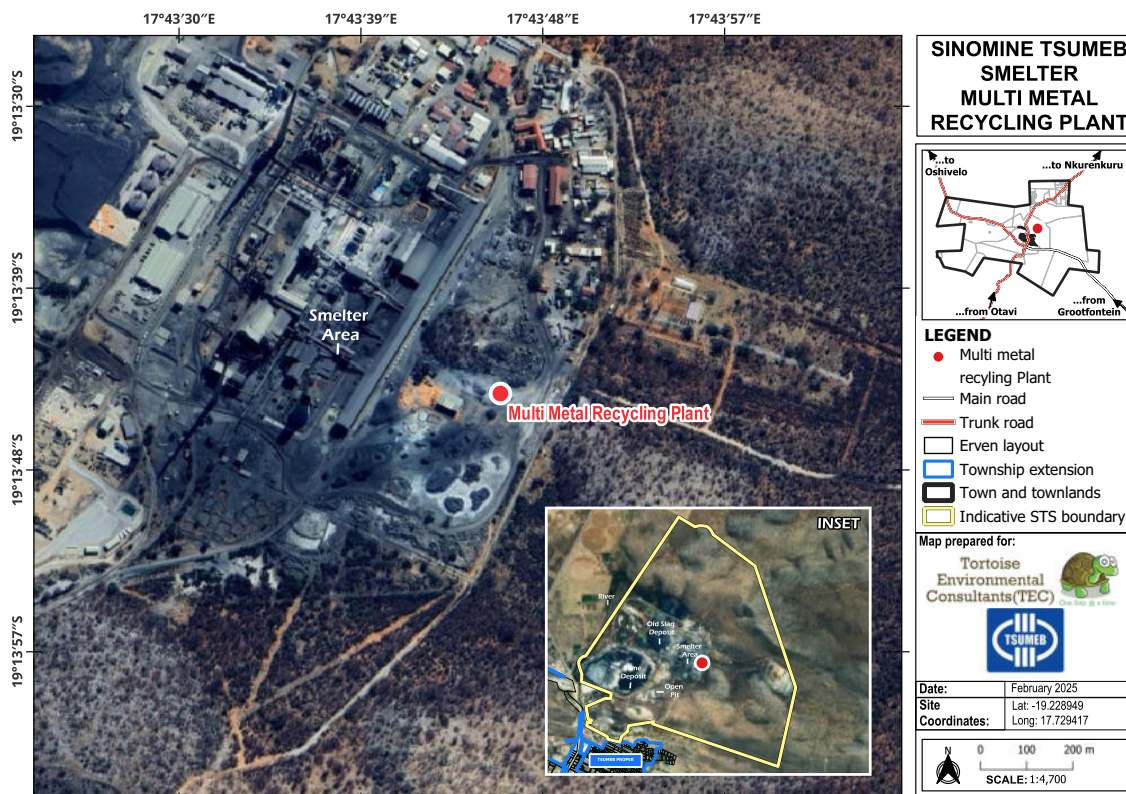 17°43'30"E
17°43'39"E
17°43'48"E
17°43'57"E
19°13'30"S
19°13'39"S
19°13'48"S
19°13'57"S
Smelter
Area
Multi Metal Recycling Plant
INSET
River
Old Slag
Deposit
Smelter
Area
Deposit
Open
Pit
TSUMEB PROPER
SINOMINE TSUMEB
SMELTER
MULTI METAL
RECYCLING PLANT
...to
Oshivelo
...to Nkurenkuru
...from Otavi
...from
Grootfontein
LEGEND
Multi metal
recyling Plant
Main road
Trunk road
Erven layout
Township extension
Town and townlands
Indicative STS boundary
Map prepared for:
Tortoise
Environmental
Consultants(TEC)
One Step @ a time
TSUMEB
Date:
February 2025
Site
Coordinates:
Lat: -19.228949
Long: 17.729417
N
0 100 200 m
SCALE: 1:4,700